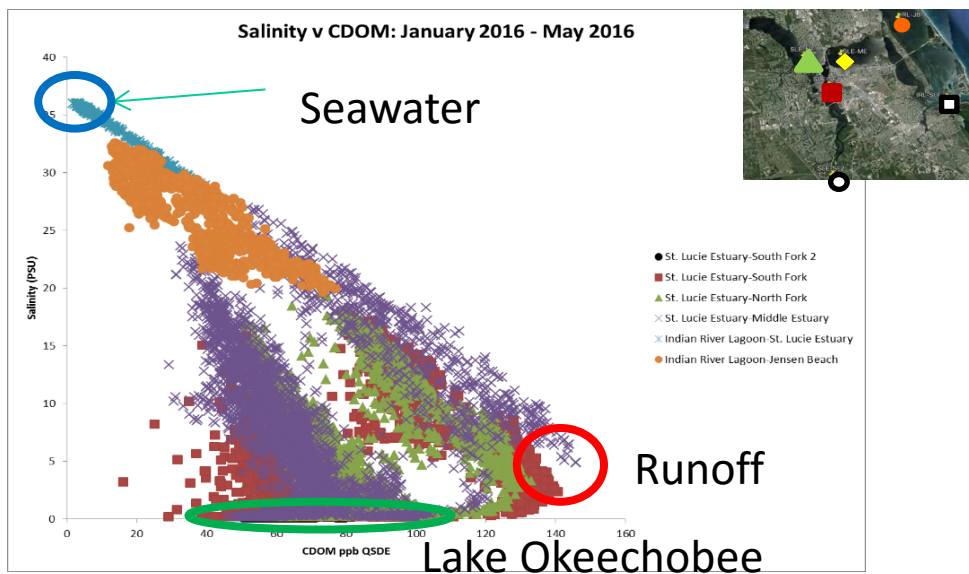 Salinity v CDOM: January 2016 - May 2016
40
35
30
25
20
15
10
5
0
Salinity (PSU)
0
20
40
60
80
100
120
140
160
CDOM ppb QSDE
Seawater
Runoff
Lake Okeechobee
St. Lucie Estuary-South Fork 2
St. Lucie Estuary-South Fork
St. Lucie Estuary-North Fork
St. Lucie Estuary-Middle Estuary
Indian River Lagoon-St. Lucie Estuary
Indian River Lagoon-Jensen Beach
SLE-ME